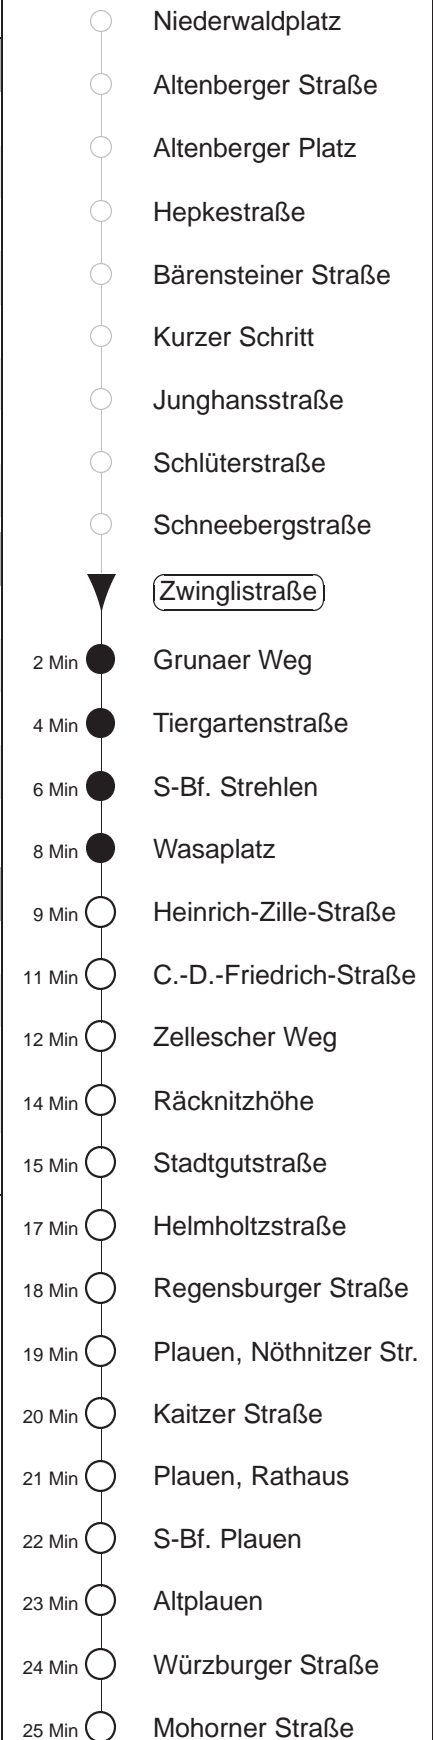 Niederwaldplatz
Altenberger Straße
Altenberger Platz
Hepkestraße
Bärensteiner Straße
Kurzer Schritt
Junghansstraße
Schlüterstraße
Schneebergstraße
Zwinglistraße
2 Min Grunaer Weg
4 Min Tiergartenstraße
6 Min S-Bf. Strehlen
8 Min Wasaplatz
9 Min Heinrich-Zille-Straße
11 Min C.-D.-Friedrich-Straße
12 Min Zellescher Weg
14 Min Räcknitzhöhe
15 Min Stadtgutstraße
17 Min Helmholtzstraße
18 Min Regensburger Straße
19 Min Plauen, Nöthnitzer Str.
20 Min Kaitzer Straße
21 Min Plauen, Rathaus
22 Min S-Bf. Plauen
23 Min Altplauen
24 Min Würzburger Straße
25 Min Mohorner Straße